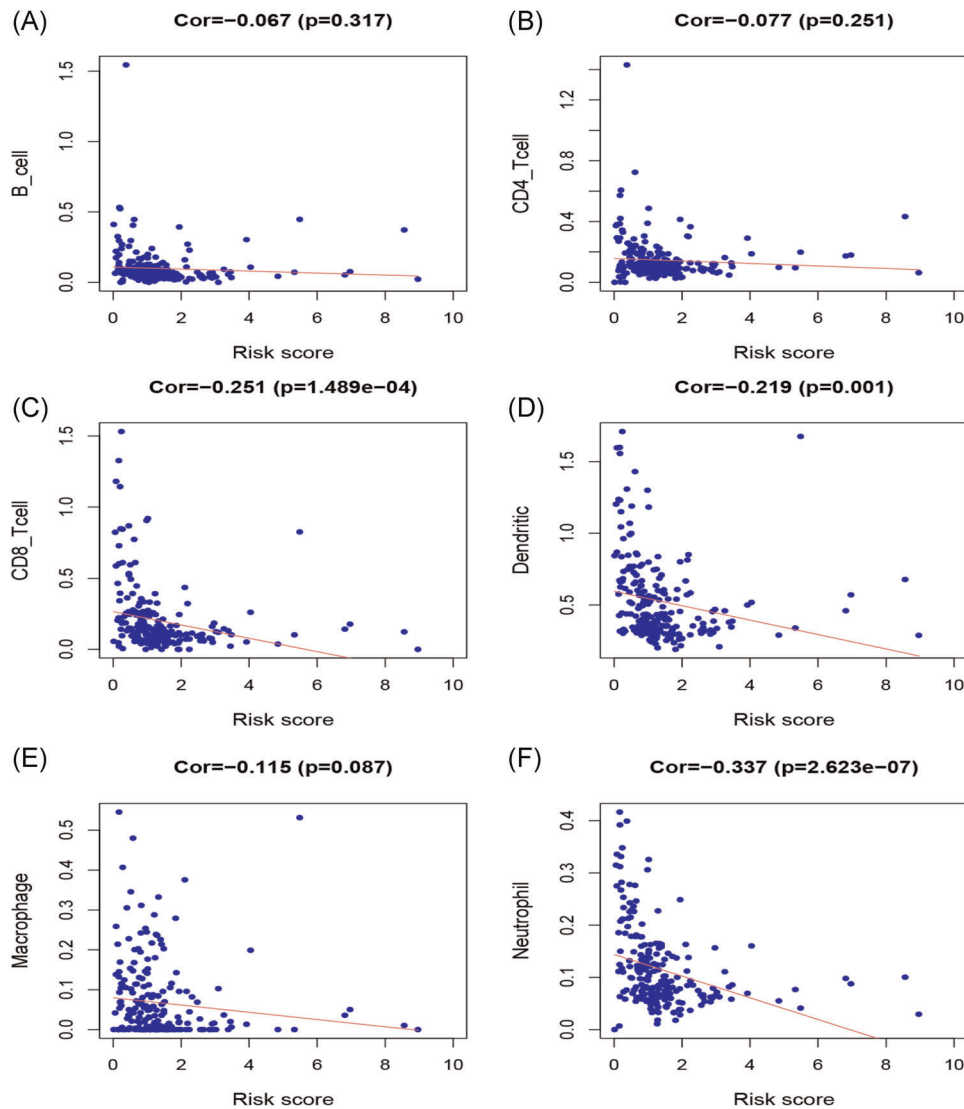 (A)
Cor=−0.067 (p=0.317)
B_cell
0.0 0.5 1.0 1.5
0 2 4 6 8 10
Risk score
(B)
Cor=−0.077 (p=0.251)
CD4_Tcell
0.0 0.4 0.8 1.2
0 2 4 6 8 10
Risk score
(C)
Cor=−0.251 (p=1.489e−04)
CD8_Tcell
0.0 0.5 1.0 1.5
0 2 4 6 8 10
Risk score
(D)
Cor=−0.219 (p=0.001)
Dendritic
0.5 1.0 1.5
0 2 4 6 8 10
Risk score
(E)
Cor=−0.115 (p=0.087)
Macrophage
0.0 0.1 0.2 0.3 0.4 0.5
0 2 4 6 8 10
Risk score
(F)
Cor=−0.337 (p=2.623e−07)
Neutrophil
0.0 0.1 0.2 0.3 0.4
0 2 4 6 8 10
Risk score